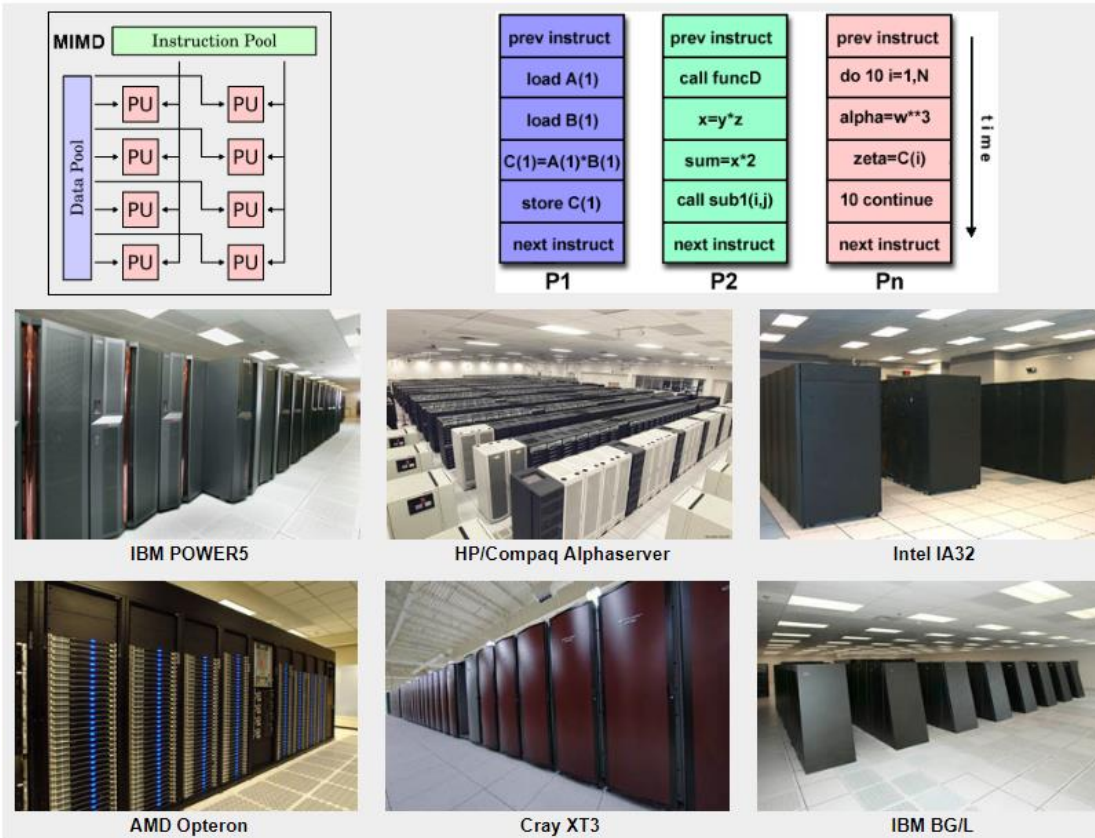 MIMD
Instruction Pool
Data Pool
PU
PU
PU
PU
PU
PU
PU
PU
prev instruct
load A(1)
load B(1)
C(1)=A(1)*B(1)
store C(1)
next instruct
P1
prev instruct
call funcD
x=y*z
sum=x*2
call sub1(i,j)
next instruct
P2
prev instruct
do 10 i=1,N
alpha=w**3
zeta=C(i)
10 continue
next instruct
Pn
time
IBM POWER5
HP/Compaq Alphaserver
Intel IA32
AMD Opteron
Cray XT3
IBM BG/L